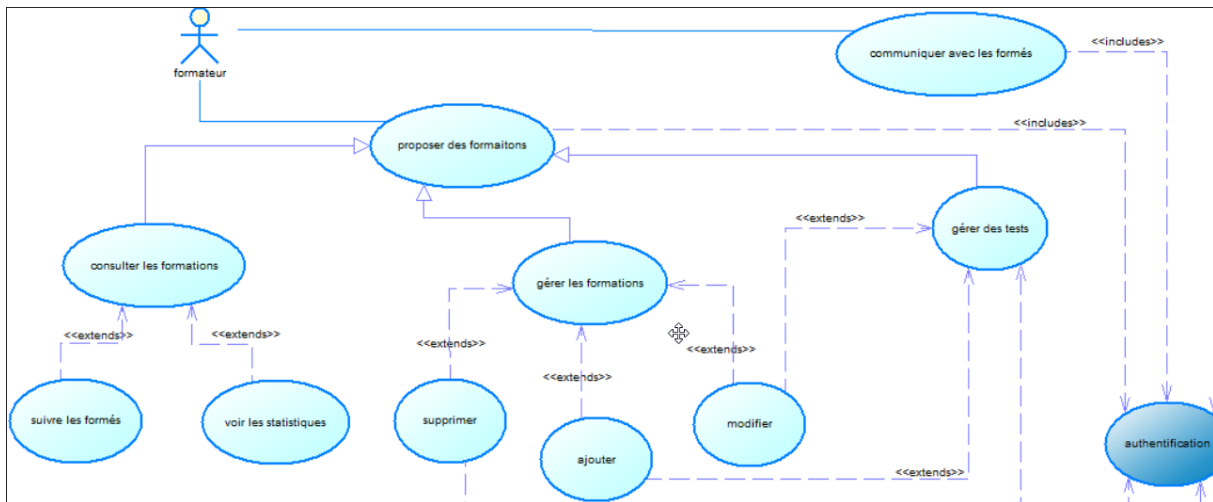 communiquer avec les formés
<<includes>>
formateur
<<includes>>
proposer des formaitons
<<extends>>
gérer des tests
consulter les formations
gérer les formations
<<extends>>
<<extends>>
<<extends>>
<<extends>>
<<extends>>
suivre les formés
voir les statistiques
supprimer
modifier
authentification
ajouter
<<extends>>